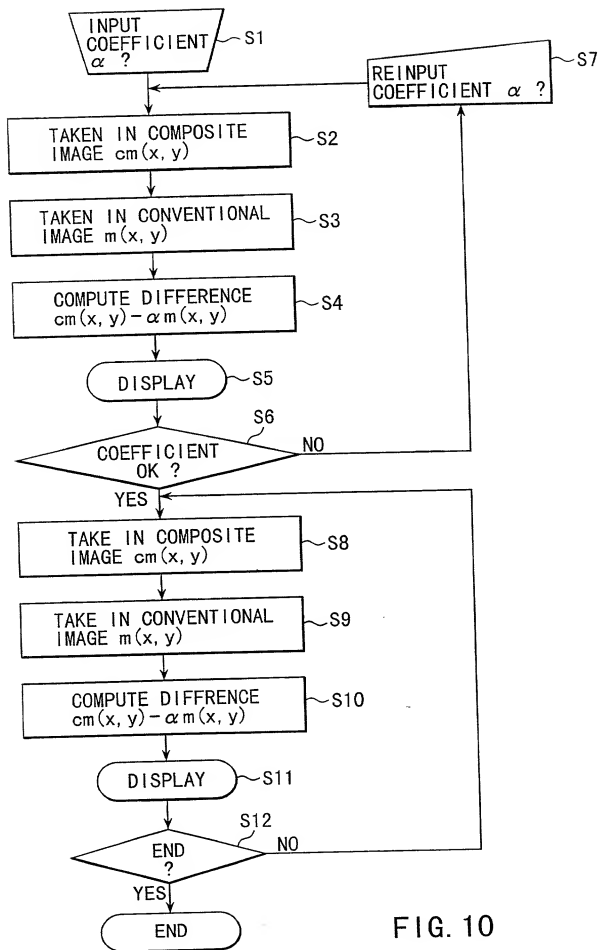 INPUT
COEFFICIENT
α ?
S1
REINPUT
COEFFICIENT α ?
S7
TAKEN IN COMPOSITE
IMAGE cm(x, y)
S2
TAKEN IN CONVENTIONAL
IMAGE m(x, y)
S3
COMPUTE DIFFERENCE
cm(x, y)-αm(x, y)
S4
DISPLAY
S5
COEFFICIENT
OK ?
S6
NO
YES
TAKE IN COMPOSITE
IMAGE cm(x, y)
S8
TAKE IN CONVENTIONAL
IMAGE m(x, y)
S9
COMPUTE DIFFRENCE
cm(x, y)-αm(x, y)
S10
DISPLAY
S11
END
?
S12
NO
YES
END
FIG. 10